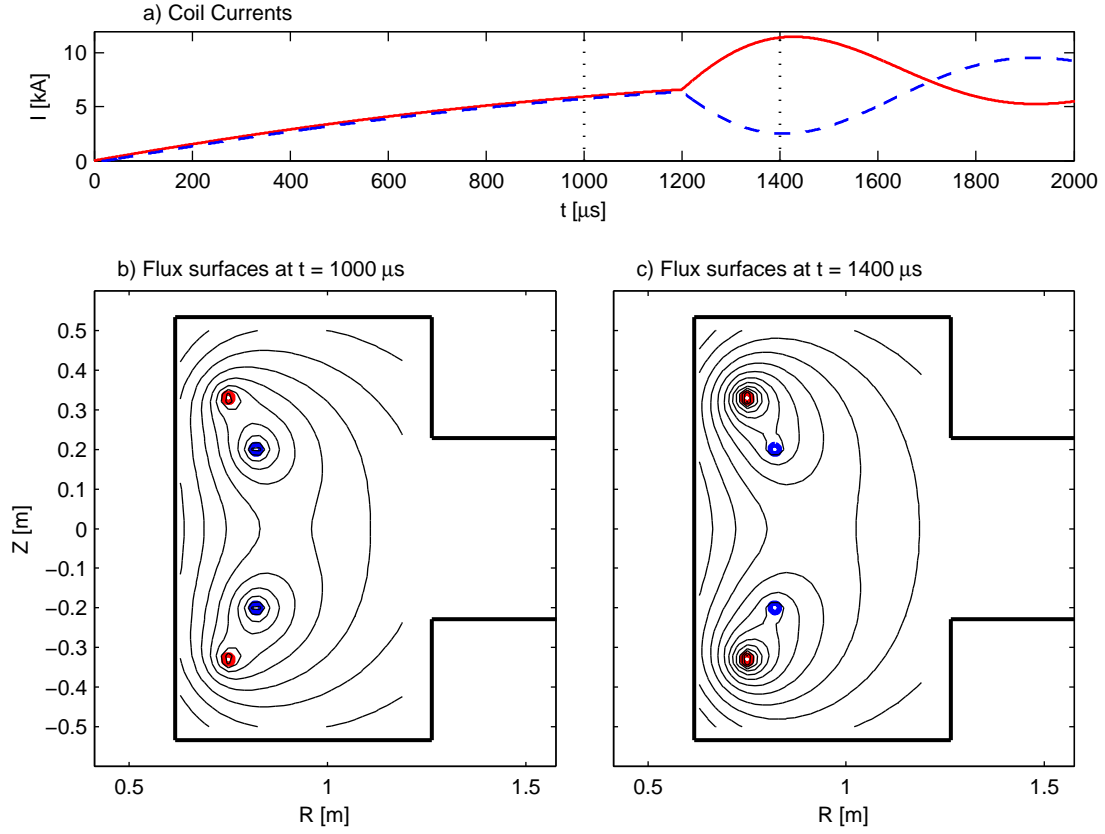 a) Coil Currents
10
5
0
I [kA]
0 200 400 600 800 1000 1200 1400 1600 1800 2000
t [μs]
b) Flux surfaces at t = 1000 μs
0.5
0.4
0.3
0.2
0.1
0
−0.1
−0.2
−0.3
−0.4
−0.5
Z [m]
0.5 1 1.5
R [m]
c) Flux surfaces at t = 1400 μs
0.5 1 1.5
R [m]